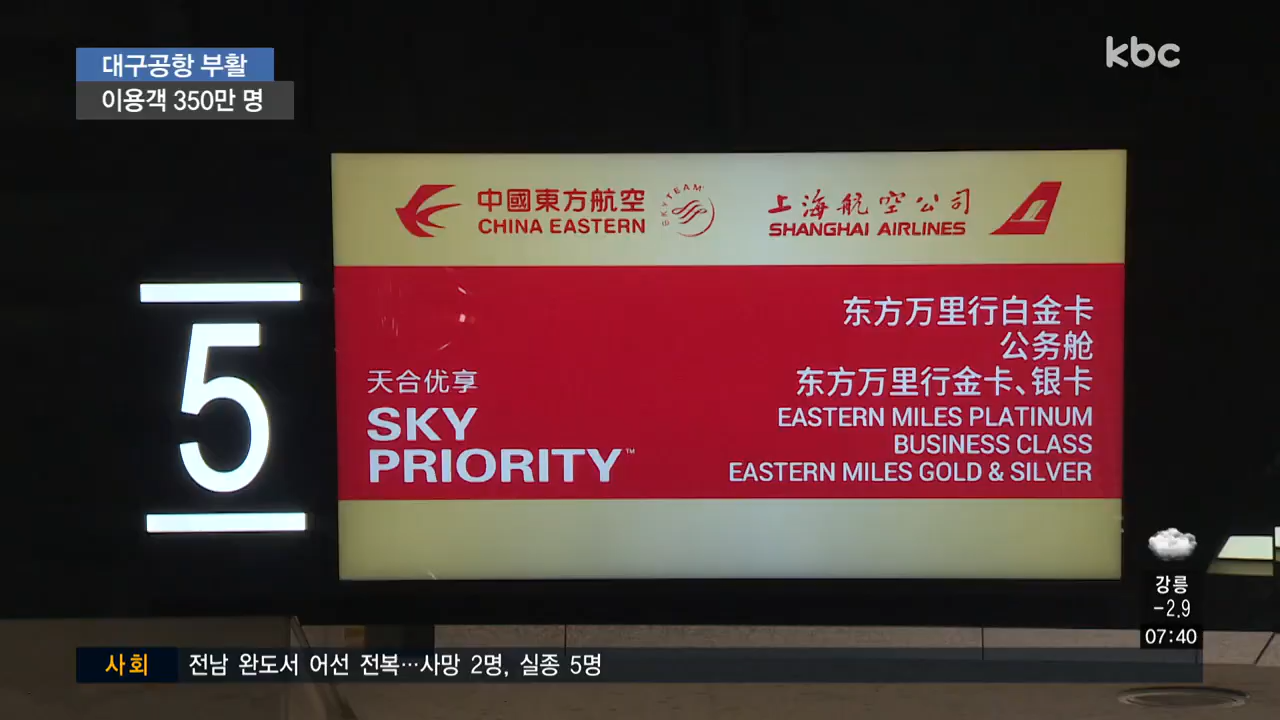 대구공항 부활
이용객 350만 명
kbc
中國東方航空
CHINA EASTERN
SKYTEAM
上海航空公司
SHANGHAI AIRLINES
5
天合优享
SKY
PRIORITY™
东方万里行白金卡
公务舱
东方万里行金卡、银卡
EASTERN MILES PLATINUM
BUSINESS CLASS
EASTERN MILES GOLD & SILVER
강릉
-2.9
07:40
사회 전남 완도서 어선 전복…사망 2명, 실종 5명